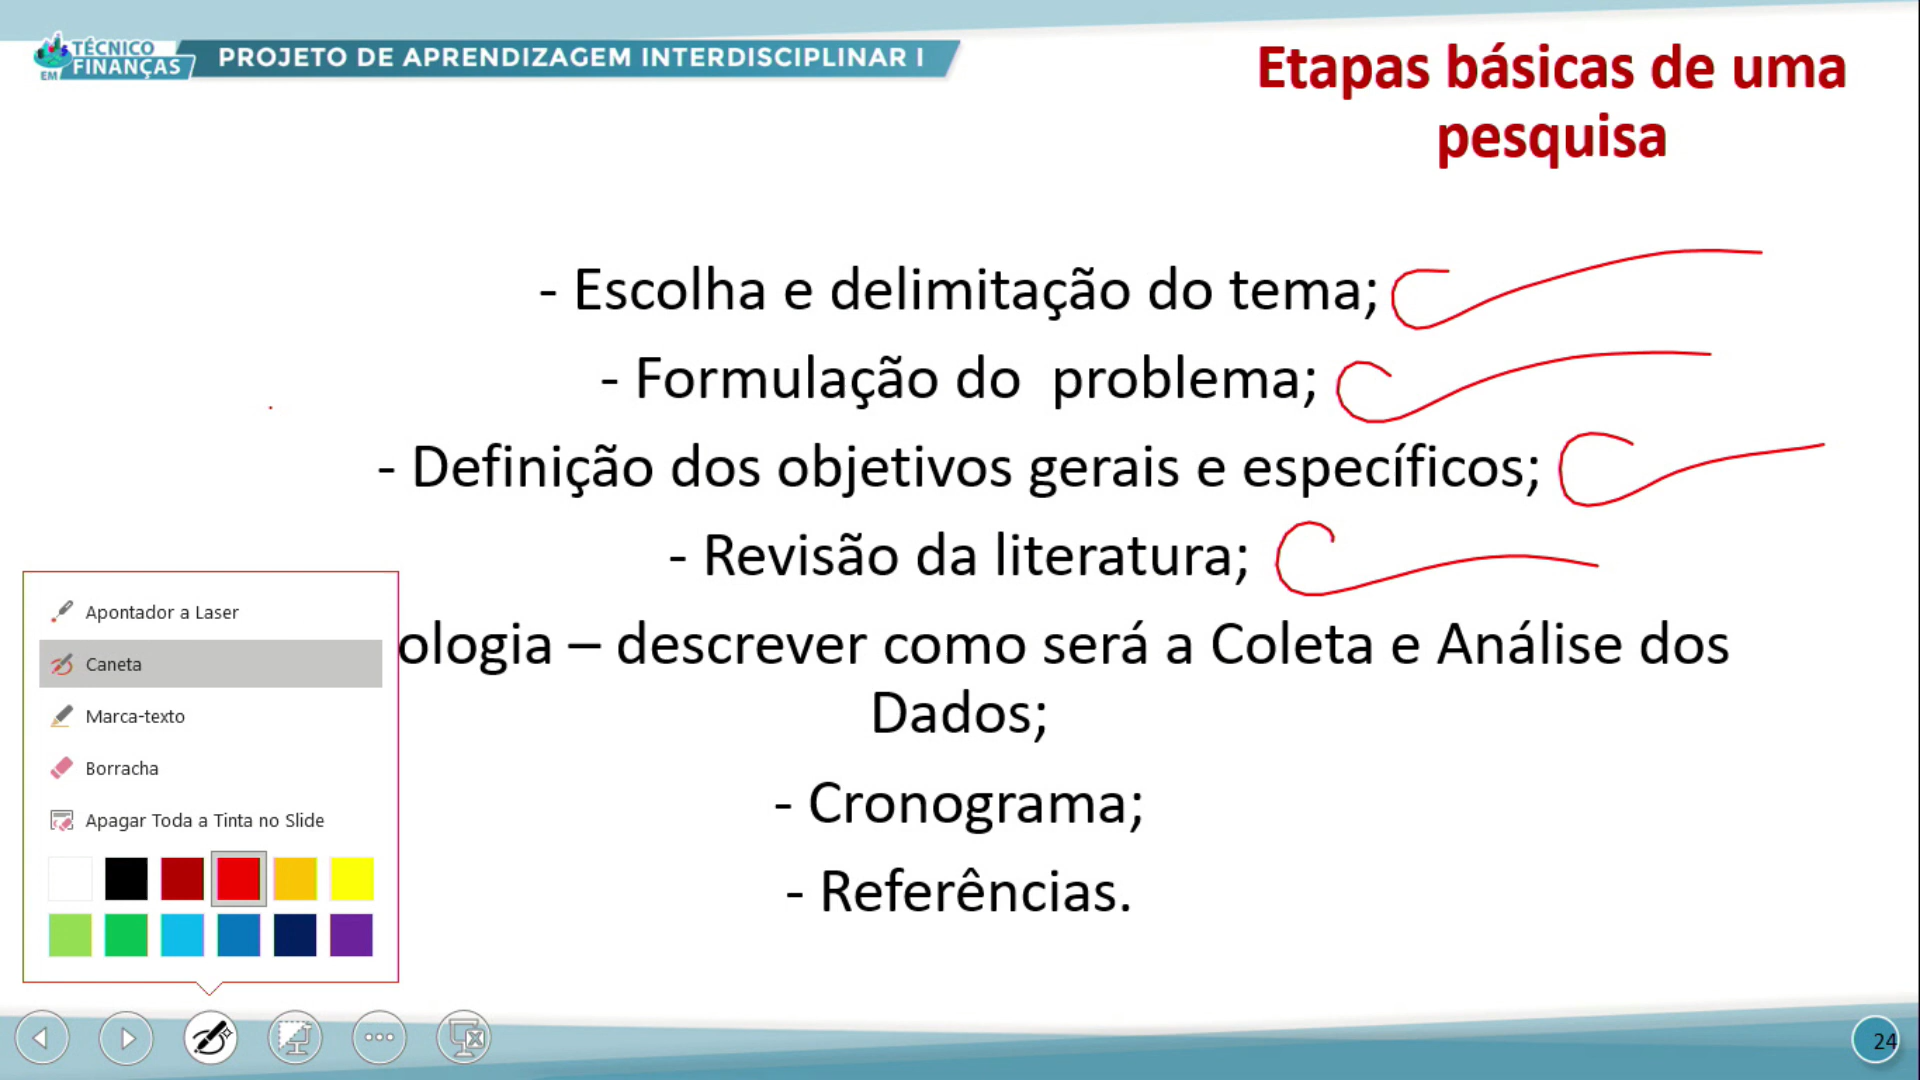 TÉCNICO
EM FINANÇAS
PROJETO DE APRENDIZAGEM INTERDISCIPLINAR I
Etapas básicas de uma
pesquisa
- Escolha e delimitação do tema;
- Formulação do  problema;
- Definição dos objetivos gerais e específicos;
- Revisão da literatura;
ologia – descrever como será a Coleta e Análise dos
Dados;
- Cronograma;
- Referências.
Apontador a Laser
Caneta
Marca-texto
Borracha
Apagar Toda a Tinta no Slide
24